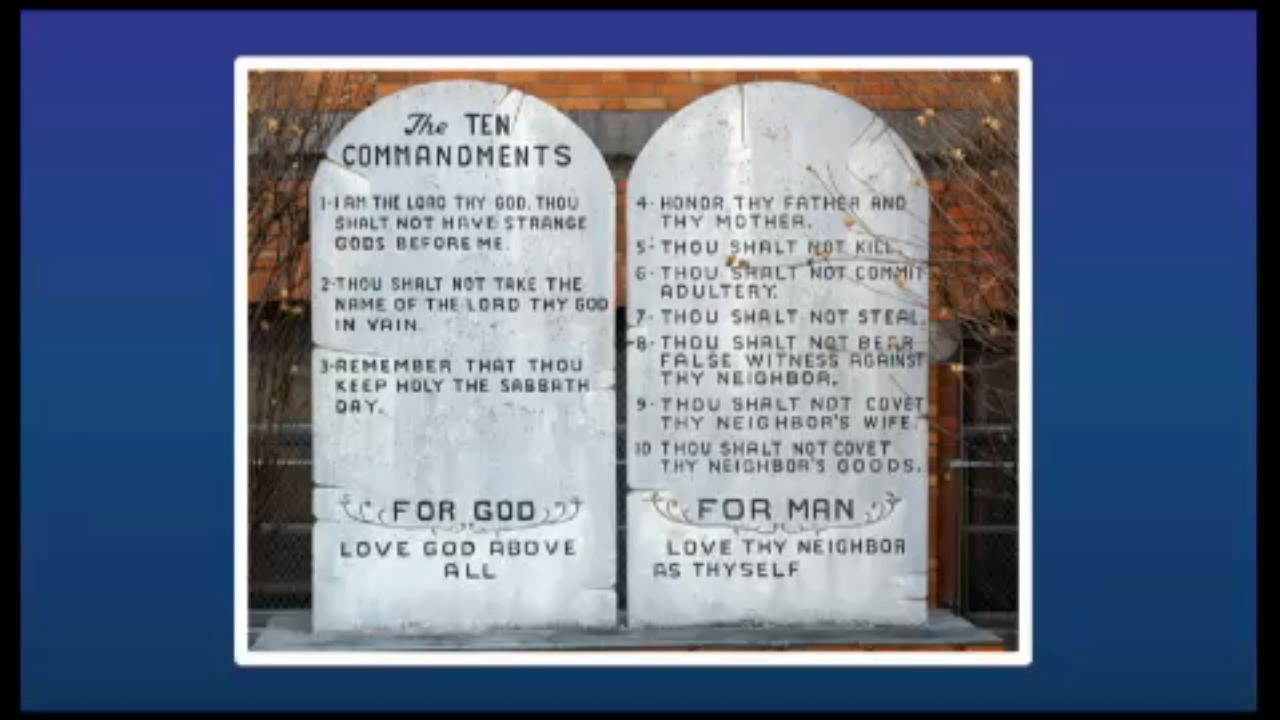 The TEN
COMMANDMENTS
1-I AM THE LORD THY GOD. THOU
SHALT NOT HAVE STRANGE
GODS BEFORE ME.
2-THOU SHALT NOT TAKE THE
NAME OF THE LORD THY GOD
IN VAIN.
3-REMEMBER THAT THOU
KEEP HOLY THE SABBATH
DAY.
FOR GOD
LOVE GOD ABOVE
ALL
4- HONOR THY FATHER AND
THY MOTHER.
5- THOU SHALT NOT KILL.
6- THOU SHALT NOT COMMIT
ADULTERY.
7- THOU SHALT NOT STEAL.
8- THOU SHALT NOT BEAR
FALSE WITNESS AGAINST
THY NEIGHBOR.
9- THOU SHALT NOT COVET
THY NEIGHBOR'S WIFE.
10 THOU SHALT NOT COVET
THY NEIGHBOR'S GOODS.
FOR MAN
LOVE THY NEIGHBOR
AS THYSELF